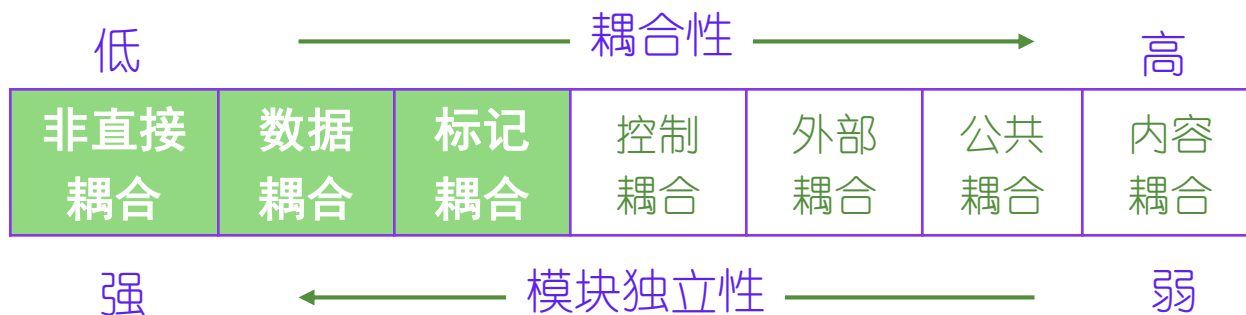 低 耦合性 高
非直接 数据 标记 控制 外部 公共 内容
耦合 耦合 耦合 耦合 耦合 耦合 耦合
强 模块独立性 弱